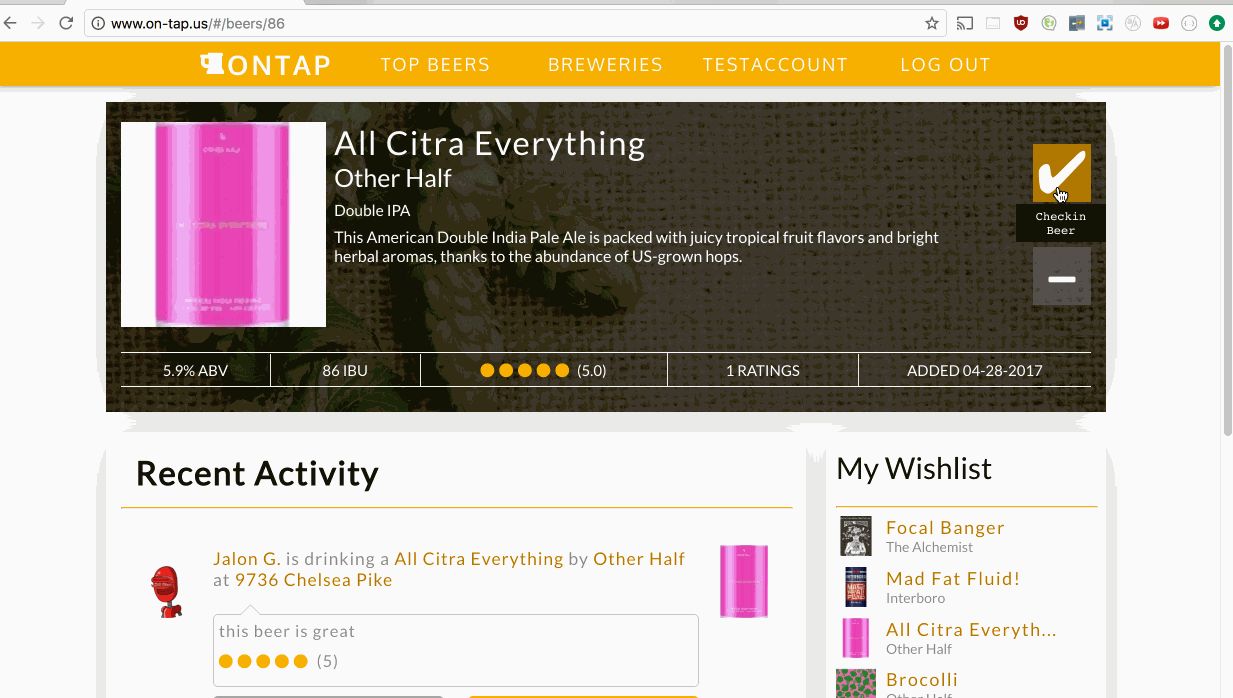 www.on-tap.us/#/beers/86
ONTAP TOP BEERS BREWERIES TESTACCOUNT LOG OUT
All Citra Everything
Other Half
Double IPA
This American Double India Pale Ale is packed with juicy tropical fruit flavors and bright
herbal aromas, thanks to the abundance of US-grown hops.
Checkin
Beer
5.9% ABV 86 IBU (5.0) 1 RATINGS ADDED 04-28-2017
Recent Activity
Jalon G. is drinking a All Citra Everything by Other Half
at 9736 Chelsea Pike
this beer is great
(5)
My Wishlist
Focal Banger
The Alchemist
Mad Fat Fluid!
Interboro
All Citra Everyth...
Other Half
Brocolli
Other Half